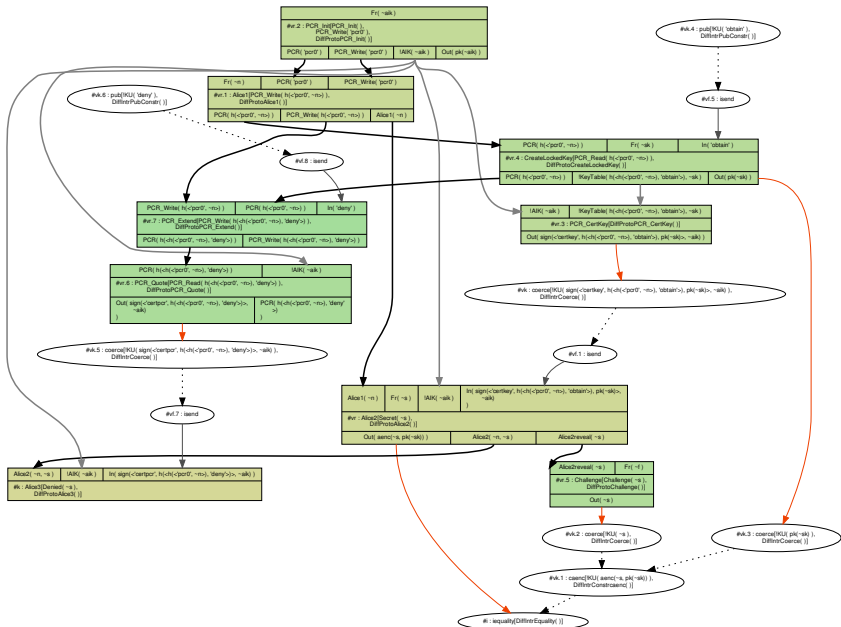 Fr( ~aik )
#vr.2 : PCR_Init[PCR_Init( ),
PCR_Write( 'pcr0' ),
DiffProtoPCR_Init( )]
PCR( 'pcr0' ) PCR_Write( 'pcr0' ) !AIK( ~aik ) Out( pk(~aik) )
#vk.4 : pub[!KU( 'obtain' ),
DiffIntrPubConstr( )]
Fr( ~n ) PCR( 'pcr0' ) PCR_Write( 'pcr0' )
#vr.1 : Alice1[PCR_Write( h(<'pcr0', ~n>) ),
DiffProtoAlice1( )]
PCR( h(<'pcr0', ~n>) ) PCR_Write( h(<'pcr0', ~n>) ) Alice1( ~n )
#vk.6 : pub[!KU( 'deny' ),
DiffIntrPubConstr( )]
#vf.5 : isend
#vf.8 : isend
PCR( h(<'pcr0', ~n>) ) Fr( ~sk ) In( 'obtain' )
#vr.4 : CreateLockedKey[PCR_Read( h(<'pcr0', ~n>) ),
DiffProtoCreateLockedKey( )]
PCR( h(<'pcr0', ~n>) ) !KeyTable( h(<h(<'pcr0', ~n>), 'obtain'>), ~sk ) Out( pk(~sk) )
PCR_Write( h(<'pcr0', ~n>) ) PCR( h(<'pcr0', ~n>) ) In( 'deny' )
#vr.7 : PCR_Extend[PCR_Write( h(<h(<'pcr0', ~n>), 'deny'>) ),
DiffProtoPCR_Extend( )]
PCR( h(<h(<'pcr0', ~n>), 'deny'>) ) PCR_Write( h(<h(<'pcr0', ~n>), 'deny'>) )
!AIK( ~aik ) !KeyTable( h(<h(<'pcr0', ~n>), 'obtain'>), ~sk )
#vr.3 : PCR_CertKey[DiffProtoPCR_CertKey( )]
Out( sign(<'certkey', h(<h(<'pcr0', ~n>), 'obtain'>), pk(~sk)>, ~aik) )
PCR( h(<h(<'pcr0', ~n>), 'deny'>) ) !AIK( ~aik )
#vr.6 : PCR_Quote[PCR_Read( h(<h(<'pcr0', ~n>), 'deny'>) ),
DiffProtoPCR_Quote( )]
Out( sign(<'certpcr', h(<h(<'pcr0', ~n>), 'deny'>)>, PCR( h(<h(<'pcr0', ~n>), 'deny'
~aik) >)
) )
#vk : coerce[!KU( sign(<'certkey', h(<h(<'pcr0', ~n>), 'obtain'>), pk(~sk)>, ~aik) ),
DiffIntrCoerce( )]
#vk.5 : coerce[!KU( sign(<'certpcr', h(<h(<'pcr0', ~n>), 'deny'>)>, ~aik) ),
DiffIntrCoerce( )]
#vf.1 : isend
#vf.7 : isend
Alice1( ~n ) Fr( ~s ) !AIK( ~aik ) In( sign(<'certkey', h(<h(<'pcr0', ~n>), 'obtain'>), pk(~sk)>,
~aik)
)
#vr : Alice2[Secret( ~s ),
DiffProtoAlice2( )]
Out( aenc(~s, pk(~sk)) ) Alice2( ~n, ~s ) Alice2reveal( ~s )
Alice2( ~n, ~s ) !AIK( ~aik ) In( sign(<'certpcr', h(<h(<'pcr0', ~n>), 'deny'>)>, ~aik) )
#k : Alice3[Denied( ~s ),
DiffProtoAlice3( )]
Alice2reveal( ~s ) Fr( ~f )
#vr.5 : Challenge[Challenge( ~s ),
DiffProtoChallenge( )]
Out( ~s )
#vk.2 : coerce[!KU( ~s ),
DiffIntrCoerce( )]
#vk.3 : coerce[!KU( pk(~sk) ),
DiffIntrCoerce( )]
#vk.1 : caenc[!KU( aenc(~s, pk(~sk)) ),
DiffIntrConstrcaenc( )]
#i : iequality[DiffIntrEquality( )]